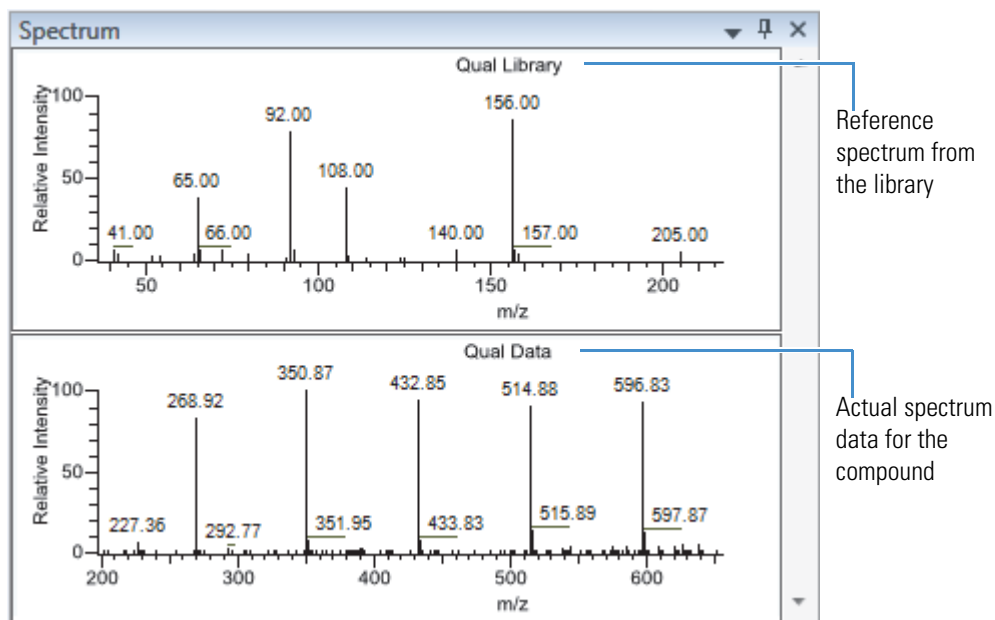 Spectrum
Qual Library
Relative Intensity
100
50
0
41.00
65.00
66.00
92.00
108.00
140.00
156.00
157.00
205.00
50
100
150
200
m/z
Reference
spectrum from
the library
Qual Data
Relative Intensity
100
50
0
227.36
268.92
292.77
350.87
351.95
432.85
433.83
514.88
515.89
596.83
597.87
200
300
400
500
600
m/z
Actual spectrum
data for the
compound